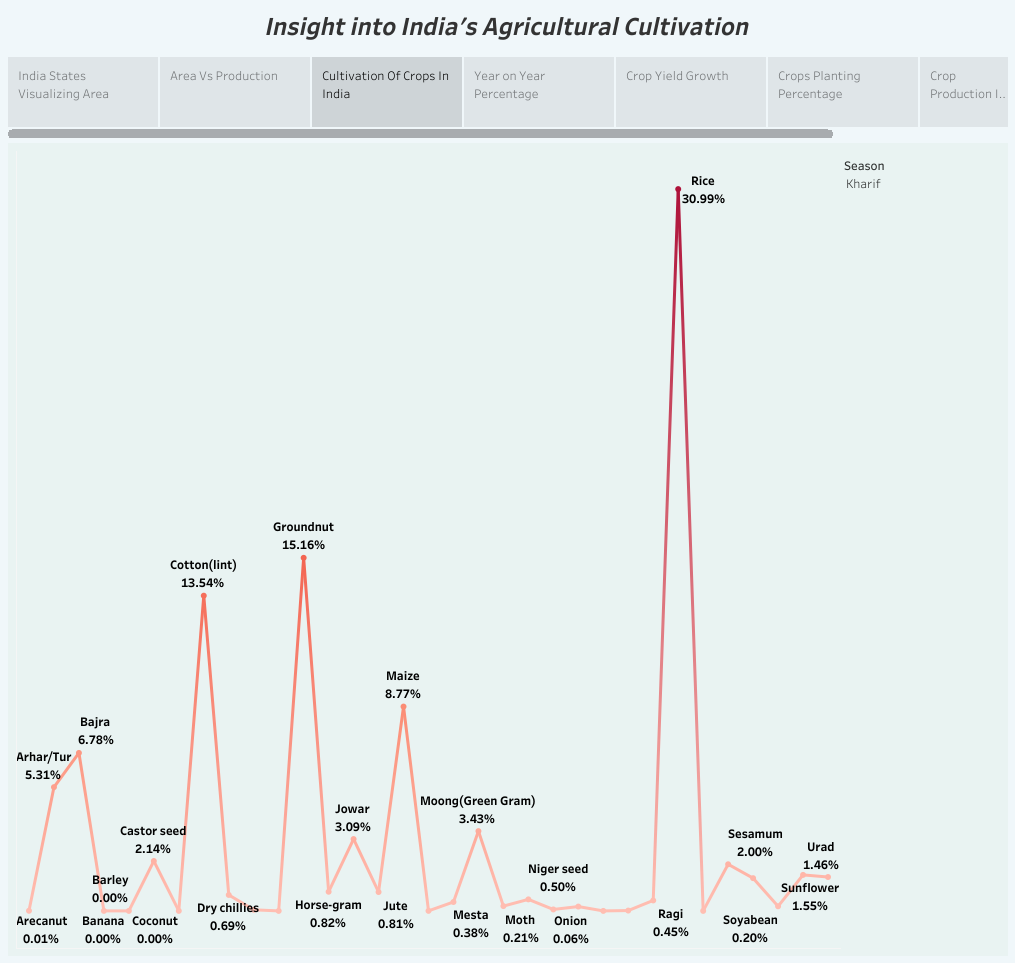 Insight into India's Agricultural Cultivation
India States
Visualizing Area
Area Vs Production
Cultivation Of Crops In
India
Year on Year
Percentage
Crop Yield Growth
Crops Planting
Percentage
Crop
Production I..
Season
Kharif
Rice
30.99%
Groundnut
15.16%
Cotton(lint)
13.54%
Maize
8.77%
Bajra
6.78%
Arhar/Tur
5.31%
Moong(Green Gram)
3.43%
Jowar
3.09%
Castor seed
2.14%
Sesamum
2.00%
Urad
1.46%
Niger seed
0.50%
Barley
0.00%
Sunflower
1.55%
Dry chillies
0.69%
Horse-gram
0.82%
Jute
0.81%
Arecanut
0.01%
Banana
0.00%
Coconut
0.00%
Mesta
0.38%
Moth
0.21%
Onion
0.06%
Ragi
0.45%
Soyabean
0.20%